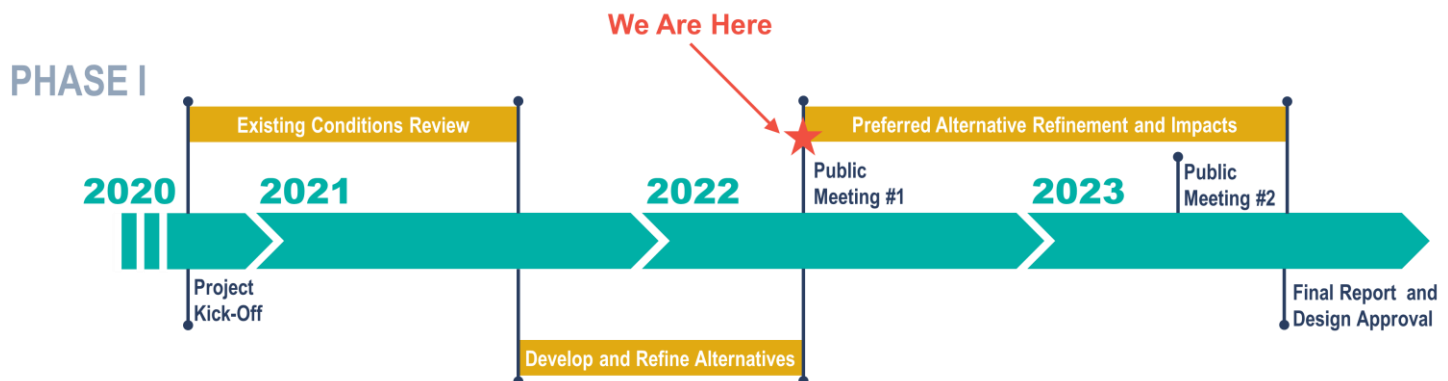 We Are Here
PHASE I
Existing Conditions Review
Preferred Alternative Refinement and Impacts
2020
2021
2022
Public
Meeting #1
2023
Public
Meeting #2
Project
Kick-Off
Final Report and
Design Approval
Develop and Refine Alternatives